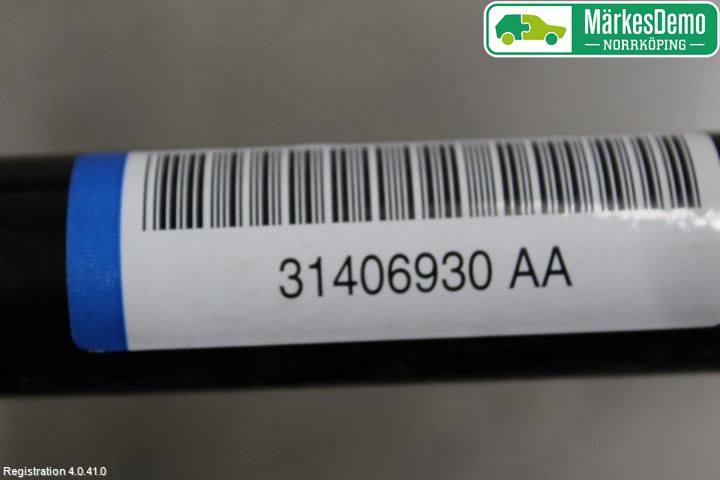 MärkesDemo
NORRKÖPING
31406930 AA
Registration 4.0.41.0